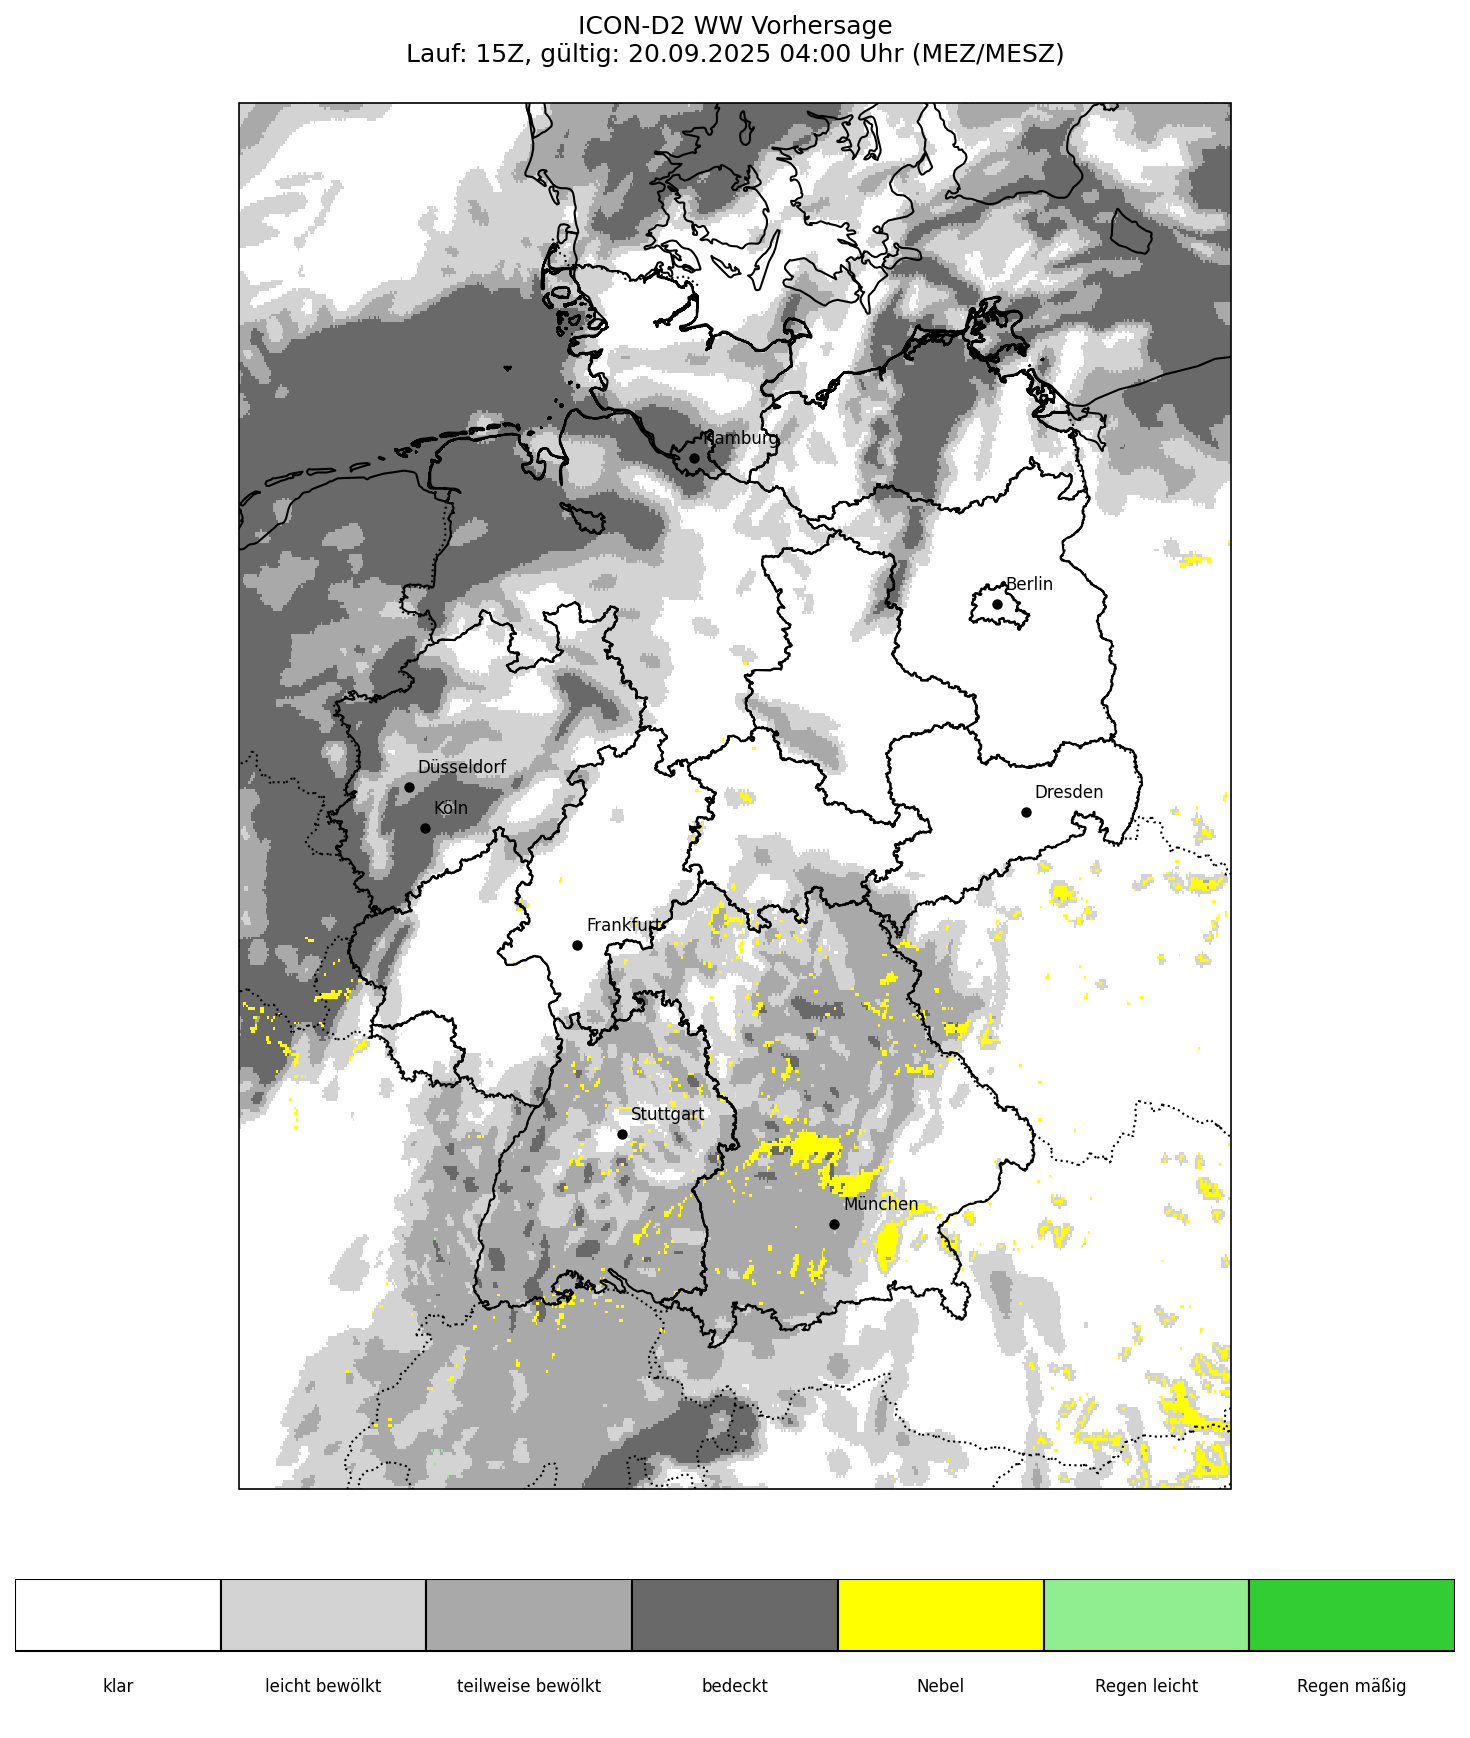 ICON-D2 WW Vorhersage
Lauf: 15Z, gültig: 20.09.2025 04:00 Uhr (MEZ/MESZ)
Hamburg
Berlin
Düsseldorf
Köln
Dresden
Frankfurt
Stuttgart
München
klar
leicht bewölkt
teilweise bewölkt
bedeckt
Nebel
Regen leicht
Regen mäßig